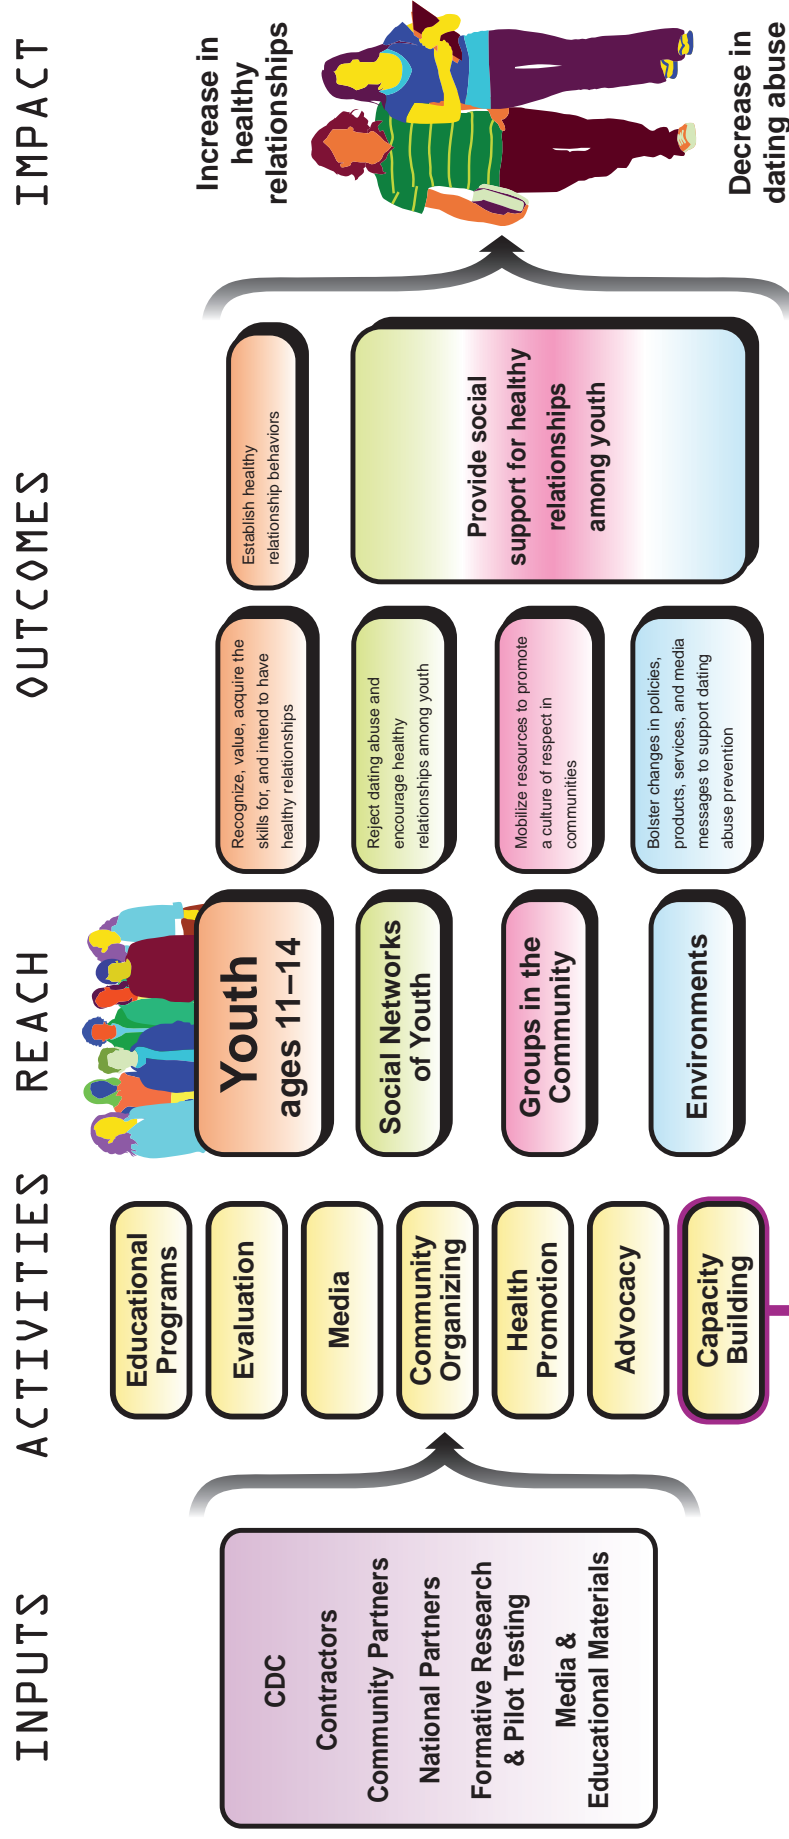 INPUTS
CDC
Contractors
Community Partners
National Partners
Formative Research
& Pilot Testing
Media &
Educational Materials
ACTIVITIES
Educational
Programs
Evaluation
Media
Community
Organizing
Health
Promotion
Advocacy
Capacity
Building
REACH
Youth
ages 11–14
Social Networks
of Youth
Groups in the
Community
Environments
OUTCOMES
Recognize, value, acquire the
skills for, and intend to have
healthy relationships
Reject dating abuse and
encourage healthy
relationships among youth
Mobilize resources to promote
a culture of respect in
communities
Bolster changes in policies,
products, services, and media
messages to support dating
abuse prevention
Establish healthy
relationship behaviors
Provide social
support for healthy
relationships
among youth
IMPACT
Increase in
healthy
relationships
Decrease in
dating abuse